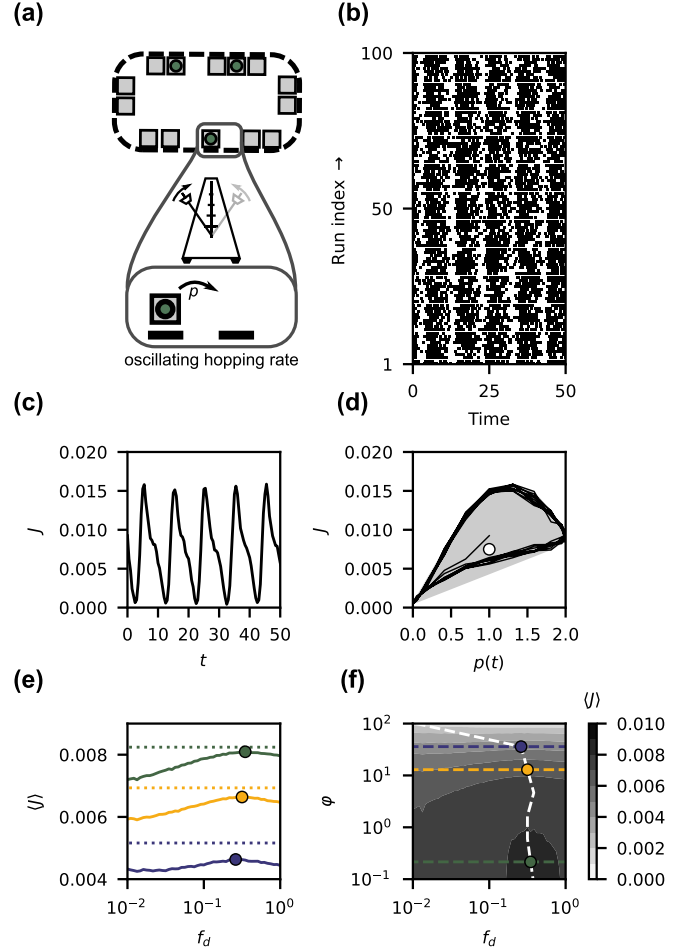 (a)
p
oscillating hopping rate
(b)
100
50
1
Run index →
0 25 50
Time
(c)
0.020
0.015
0.010
0.005
0.000
J
0 10 20 30 40 50
t
(d)
0.020
0.015
0.010
0.005
0.000
J
0.0 0.5 1.0 1.5 2.0
p(t)
(e)
0.008
0.006
0.004
⟨J⟩
10⁻² 10⁻¹ 10⁰
f_d
(f)
10²
10¹
10⁰
10⁻¹
φ
10⁻² 10⁻¹ 10⁰
f_d
⟨J⟩
0.010
0.008
0.006
0.004
0.002
0.000